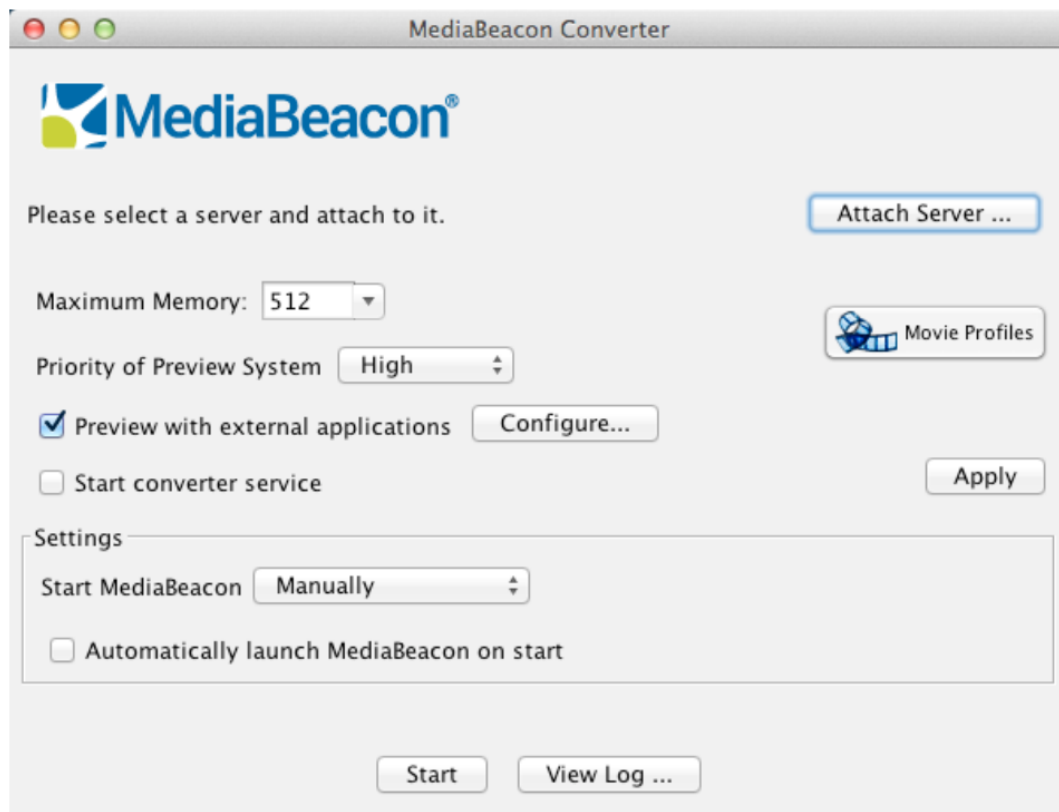 MediaBeacon Converter
MediaBeacon®
Please select a server and attach to it.
Attach Server ...
Maximum Memory: 512
Movie Profiles
Priority of Preview System High
Preview with external applications Configure...
Start converter service
Apply
Settings
Start MediaBeacon Manually
Automatically launch MediaBeacon on start
Start View Log ...